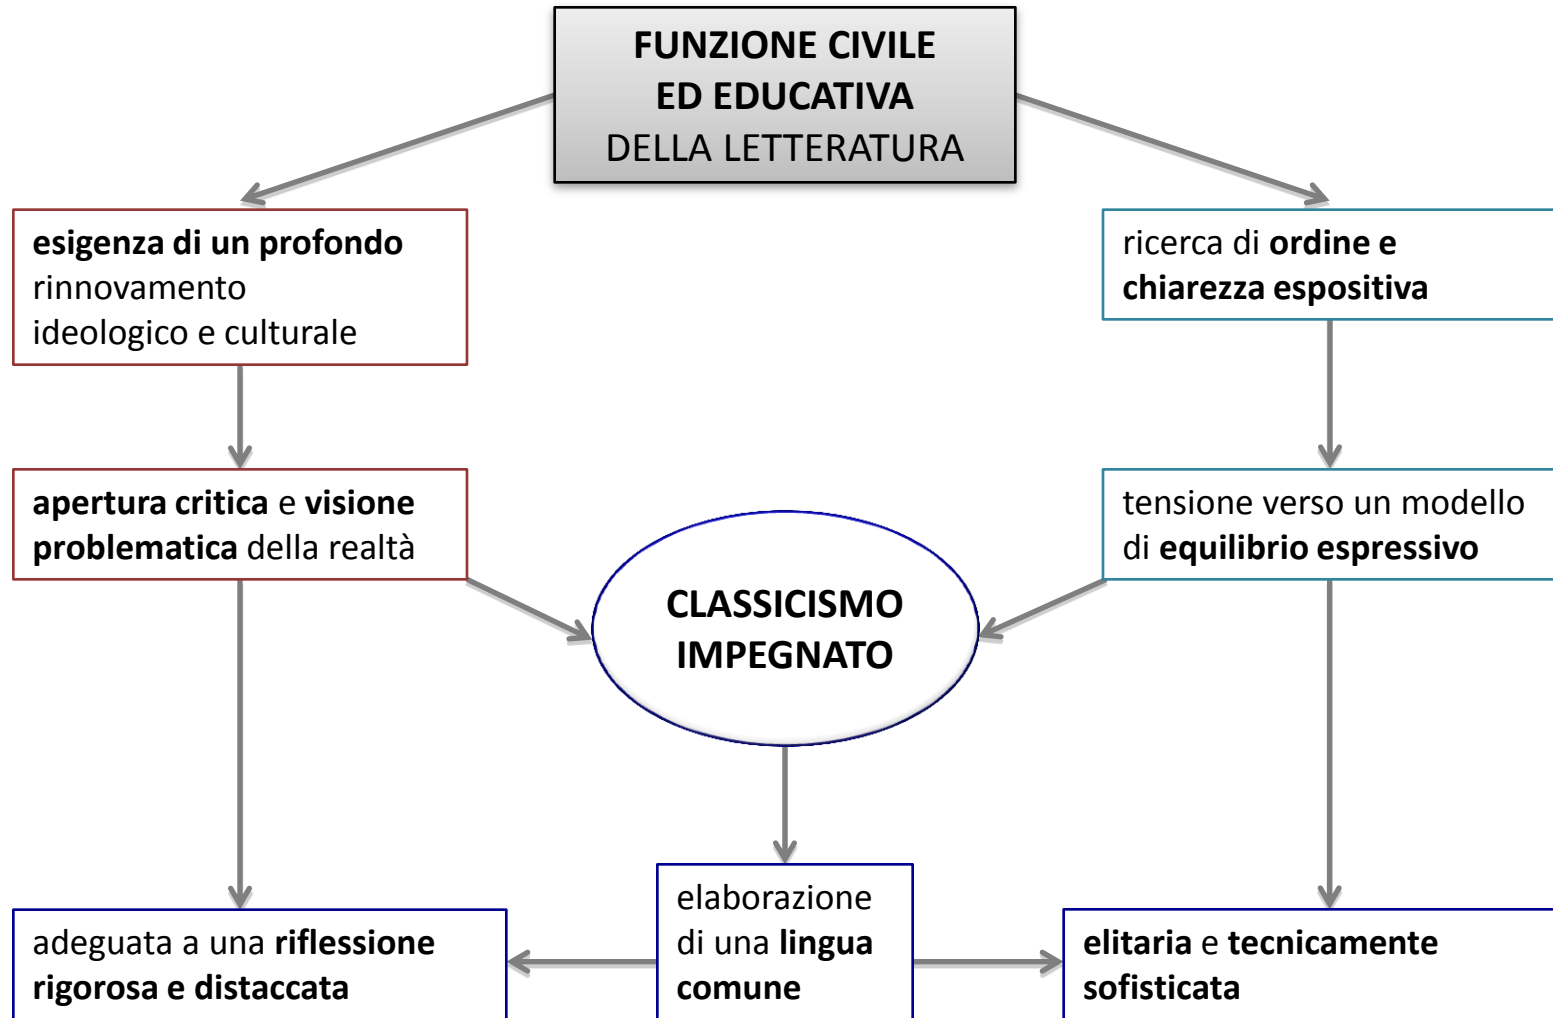 FUNZIONE CIVILE
ED EDUCATIVA
DELLA LETTERATURA
esigenza di un profondo
rinnovamento
ideologico e culturale
ricerca di ordine e
chiarezza espositiva
apertura critica e visione
problematica della realtà
tensione verso un modello
di equilibrio espressivo
CLASSICISMO
IMPEGNATO
adeguata a una riflessione
rigorosa e distaccata
elaborazione
di una lingua
comune
elitaria e tecnicamente
sofisticata